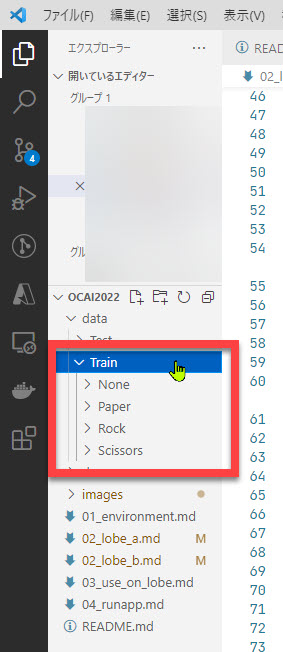 ファイル(F) 編集(E) 選択(S) 表示(V)
エクスプローラー ...
README
開いているエディター
グループ 1
02_l
46
47
48
49
50
51
52
53
54
55
56
57
58
59
60
61
62
63
64
65
66
67
68
69
70
71
72
73
4
OCAI2022
data
Test
Train
None
Paper
Rock
Scissors
images
01_environment.md
02_lobe_a.md M
02_lobe_b.md M
03_use_on_lobe.md
04_runapp.md
README.md